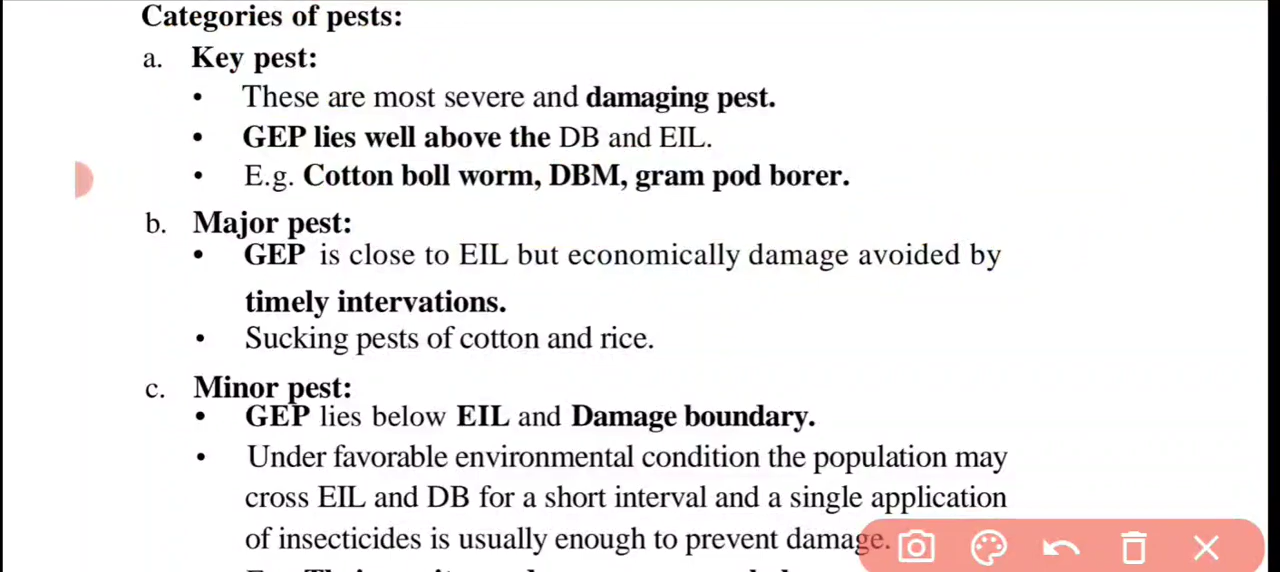 Categories of pests:
a. Key pest:
• These are most severe and damaging pest.
• GEP lies well above the DB and EIL.
• E.g. Cotton boll worm, DBM, gram pod borer.
b. Major pest:
• GEP is close to EIL but economically damage avoided by
timely intervations.
• Sucking pests of cotton and rice.
c. Minor pest:
• GEP lies below EIL and Damage boundary.
• Under favorable environmental condition the population may
cross EIL and DB for a short interval and a single application
of insecticides is usually enough to prevent damage.